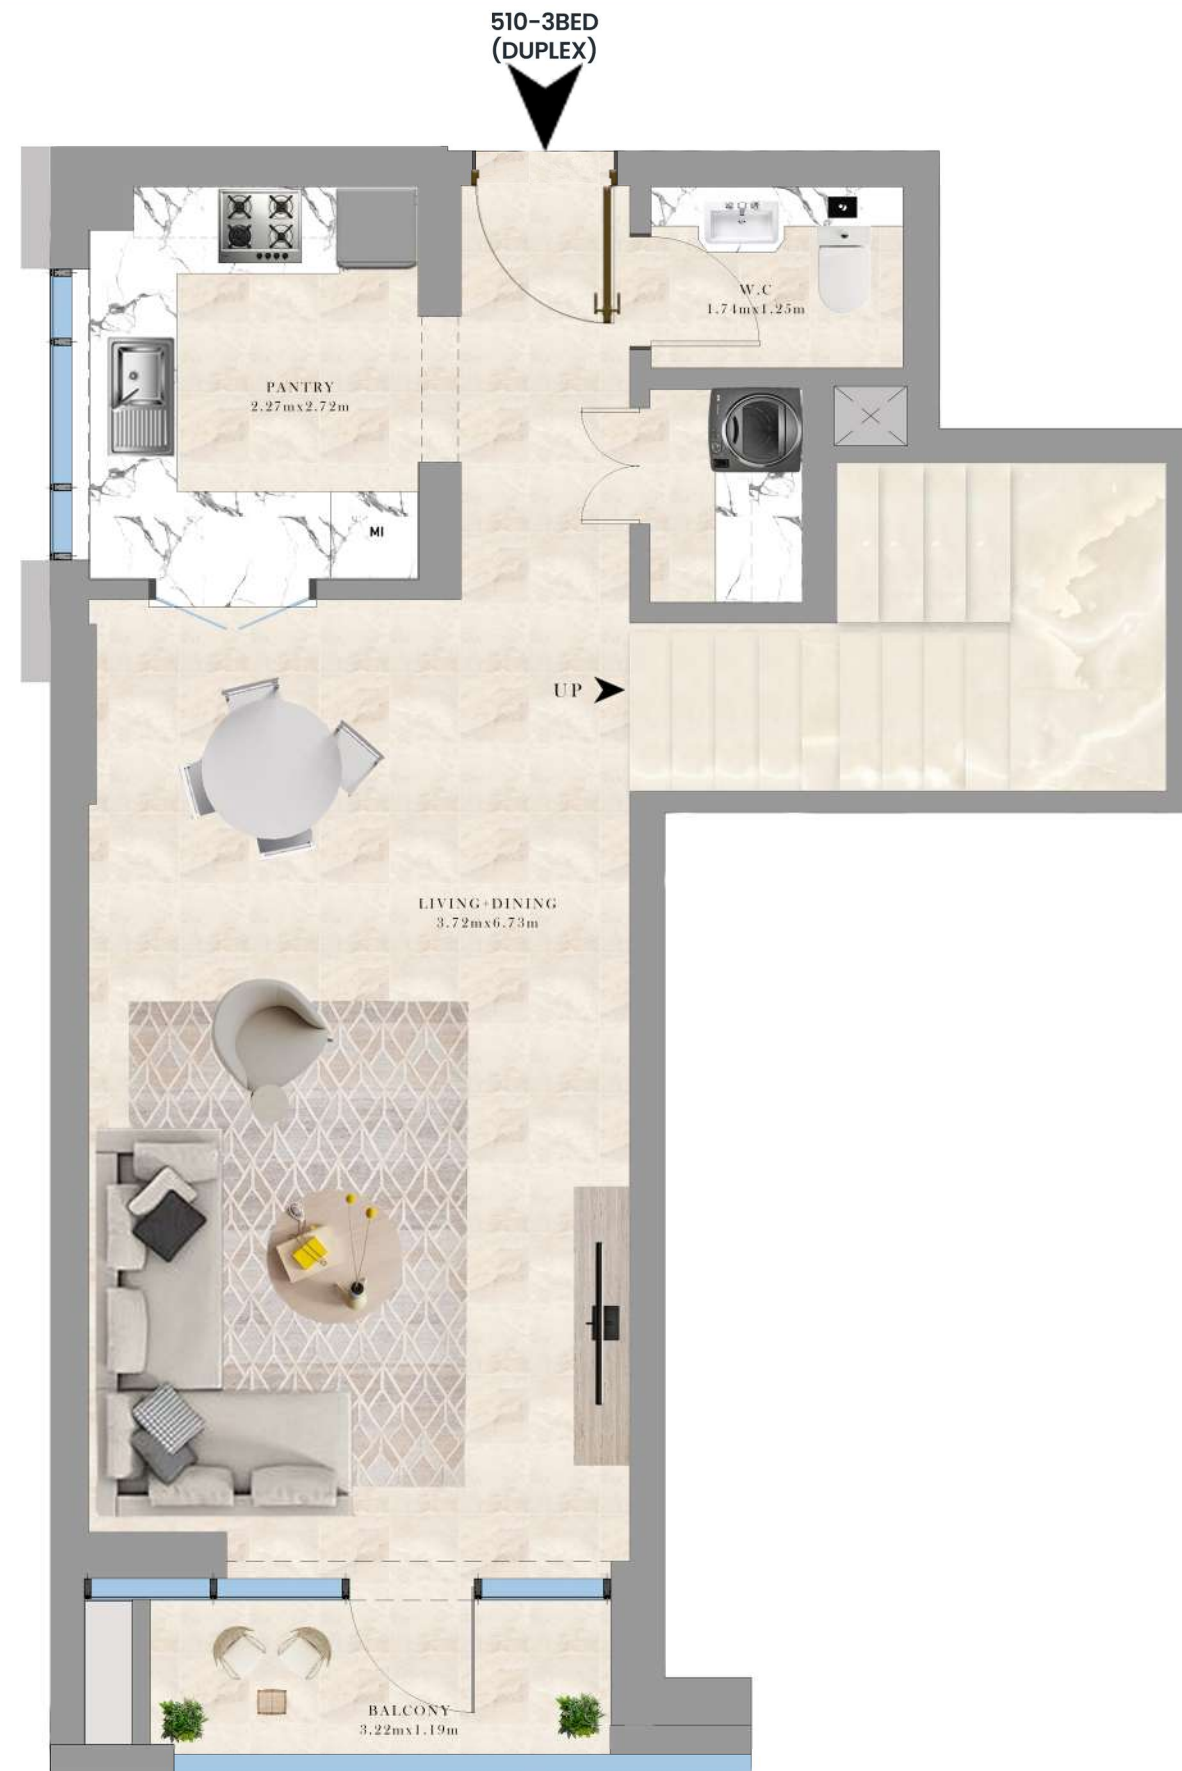 510-3BED
(DUPLEX)
W.C
1.74mx1.25m
PANTRY
2.27mx2.72m
MI
UP
LIVING+DINING
3.72mx6.73m
BALCONY
3.22mx1.19m